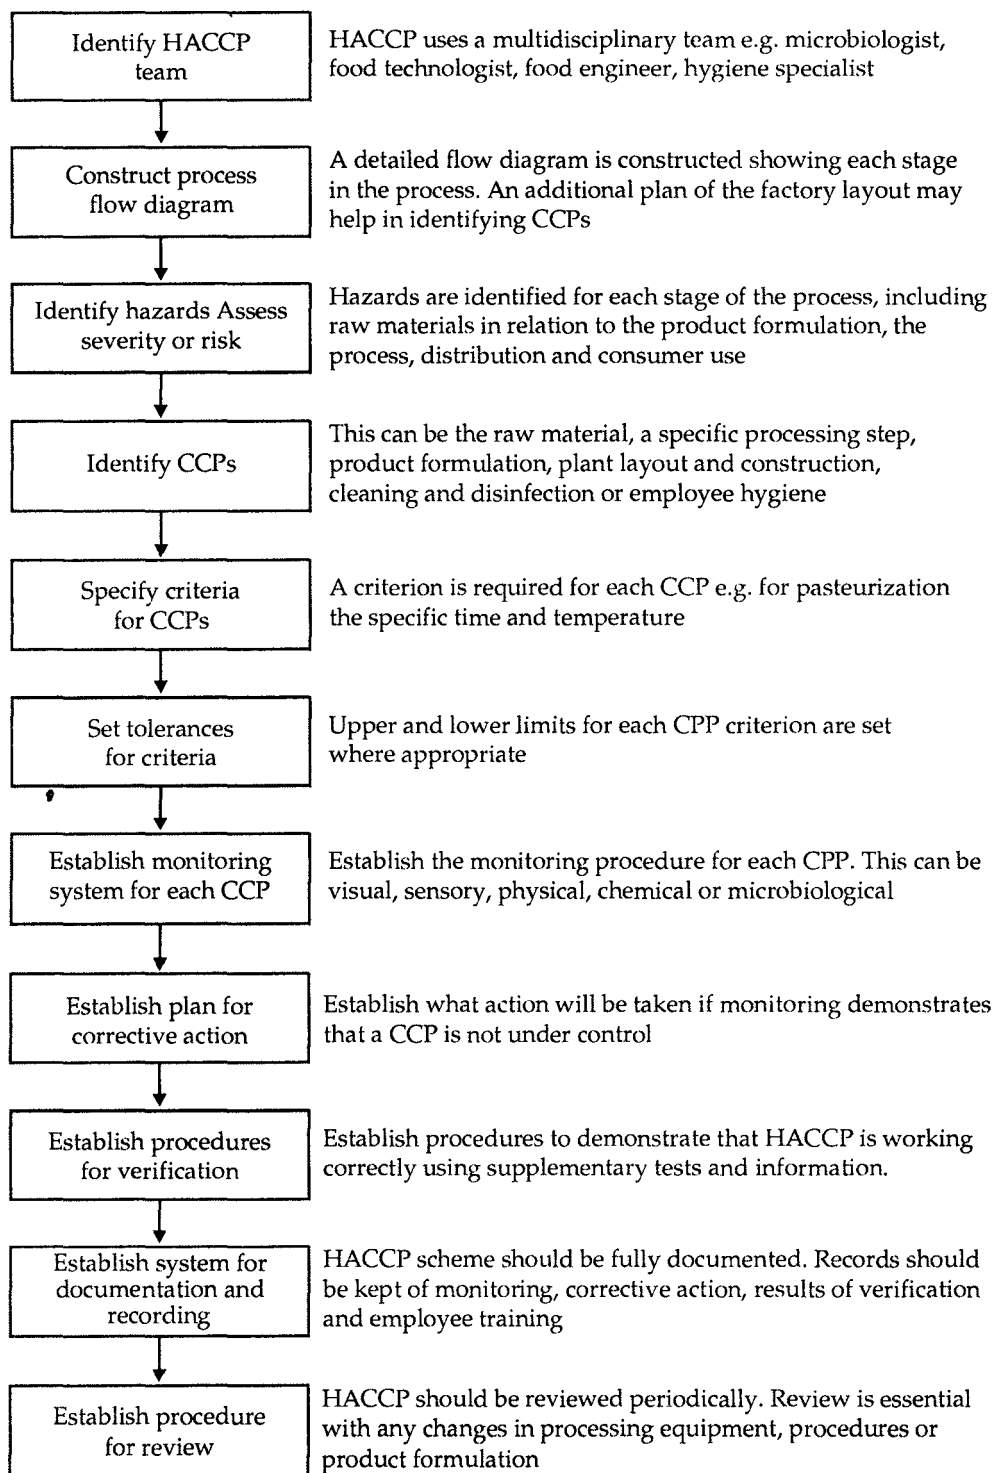 Identify HACCP
team
HACCP uses a multidisciplinary team e.g. microbiologist,
food technologist, food engineer, hygiene specialist
Construct process
flow diagram
A detailed flow diagram is constructed showing each stage
in the process. An additional plan of the factory layout may
help in identifying CCPs
Identify hazards Assess
severity or risk
Hazards are identified for each stage of the process, including
raw materials in relation to the product formulation, the
process, distribution and consumer use
Identify CCPs
This can be the raw material, a specific processing step,
product formulation, plant layout and construction,
cleaning and disinfection or employee hygiene
Specify criteria
for CCPs
A criterion is required for each CCP e.g. for pasteurization
the specific time and temperature
Set tolerances
for criteria
Upper and lower limits for each CPP criterion are set
where appropriate
Establish monitoring
system for each CCP
Establish the monitoring procedure for each CPP. This can be
visual, sensory, physical, chemical or microbiological
Establish plan for
corrective action
Establish what action will be taken if monitoring demonstrates
that a CCP is not under control
Establish procedures
for verification
Establish procedures to demonstrate that HACCP is working
correctly using supplementary tests and information.
Establish system for
documentation and
recording
HACCP scheme should be fully documented. Records should
be kept of monitoring, corrective action, results of verification
and employee training
Establish procedure
for review
HACCP should be reviewed periodically. Review is essential
with any changes in processing equipment, procedures or
product formulation